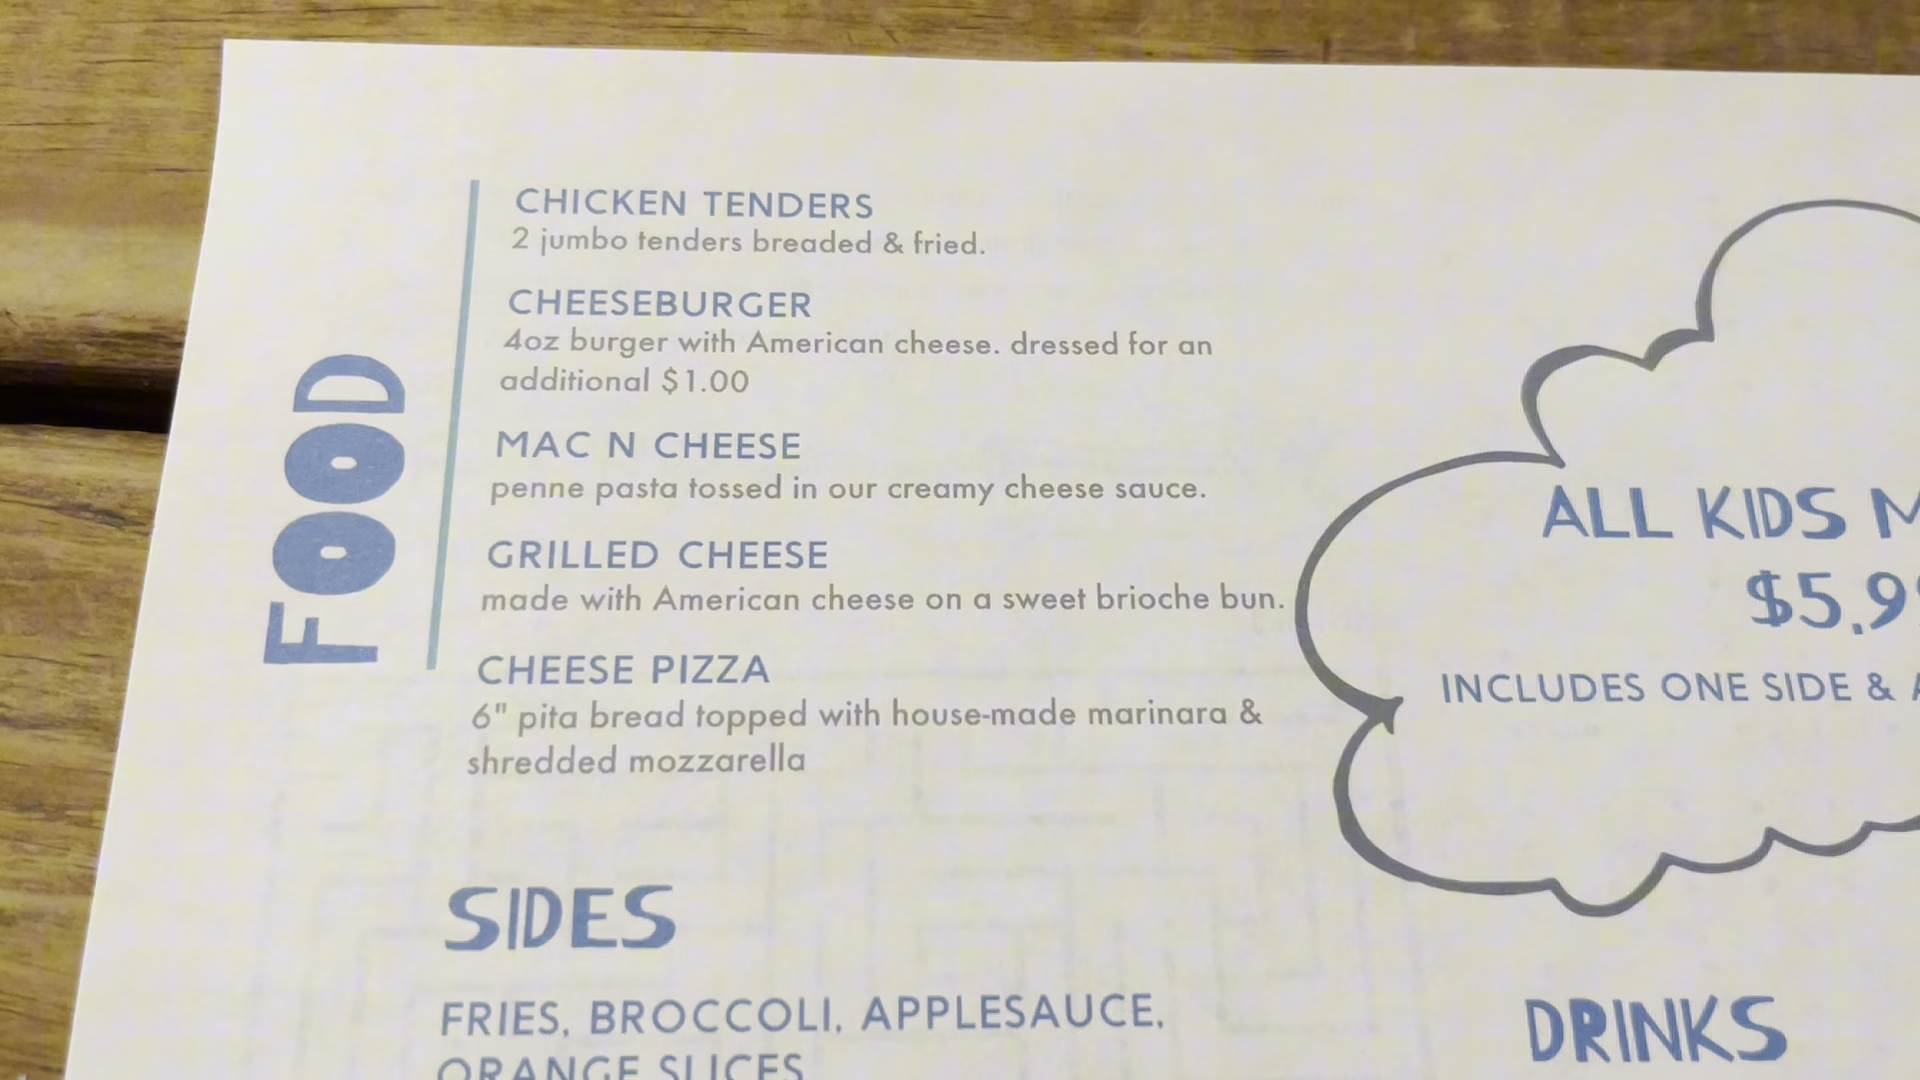 FOOD
CHICKEN TENDERS
2 jumbo tenders breaded & fried.
CHEESEBURGER
4oz burger with American cheese. dressed for an
additional $1.00
MAC N CHEESE
penne pasta tossed in our creamy cheese sauce.
GRILLED CHEESE
made with American cheese on a sweet brioche bun.
CHEESE PIZZA
6" pita bread topped with house-made marinara &
shredded mozzarella
ALL KIDS
$5.9
INCLUDES ONE SIDE &
SIDES
FRIES, BROCCOLI, APPLESAUCE,
ORANGE SLICES
DRINKS